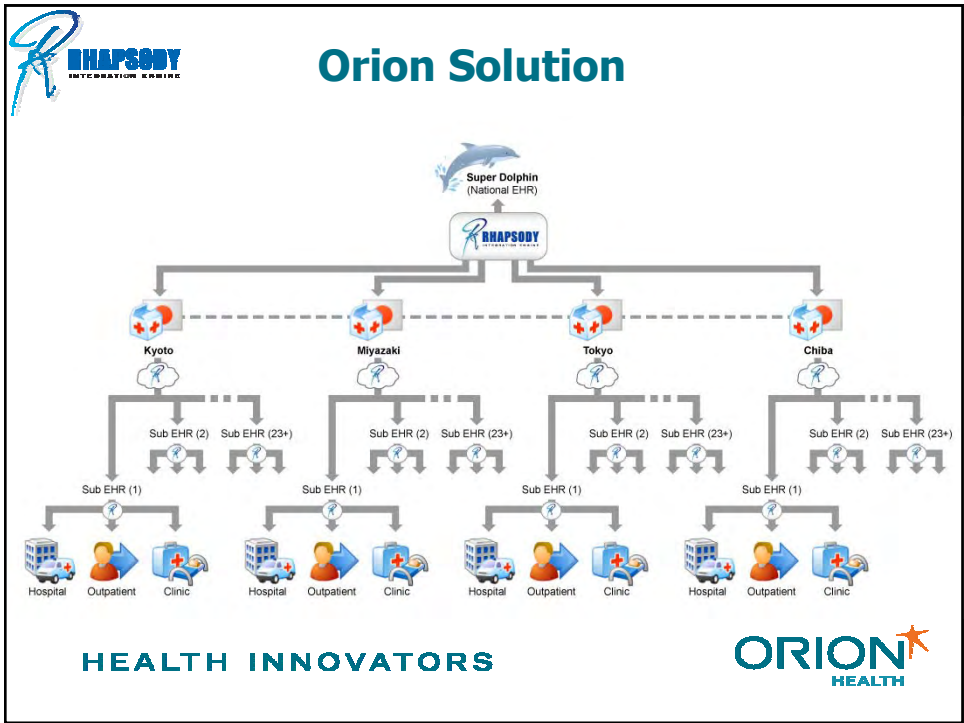 RHAPSODY
INTEGRATION ENGINE
Orion Solution
Super Dolphin
(National EHR)
RHAPSODY
INTEGRATION ENGINE
Kyoto Miyazaki Tokyo Chiba
Sub EHR (2) Sub EHR (23+) Sub EHR (2) Sub EHR (23+) Sub EHR (2) Sub EHR (23+) Sub EHR (2) Sub EHR (23+)
Sub EHR (1) Sub EHR (1) Sub EHR (1) Sub EHR (1)
Hospital Outpatient Clinic Hospital Outpatient Clinic Hospital Outpatient Clinic Hospital Outpatient Clinic
HEALTH INNOVATORS
ORION
HEALTH